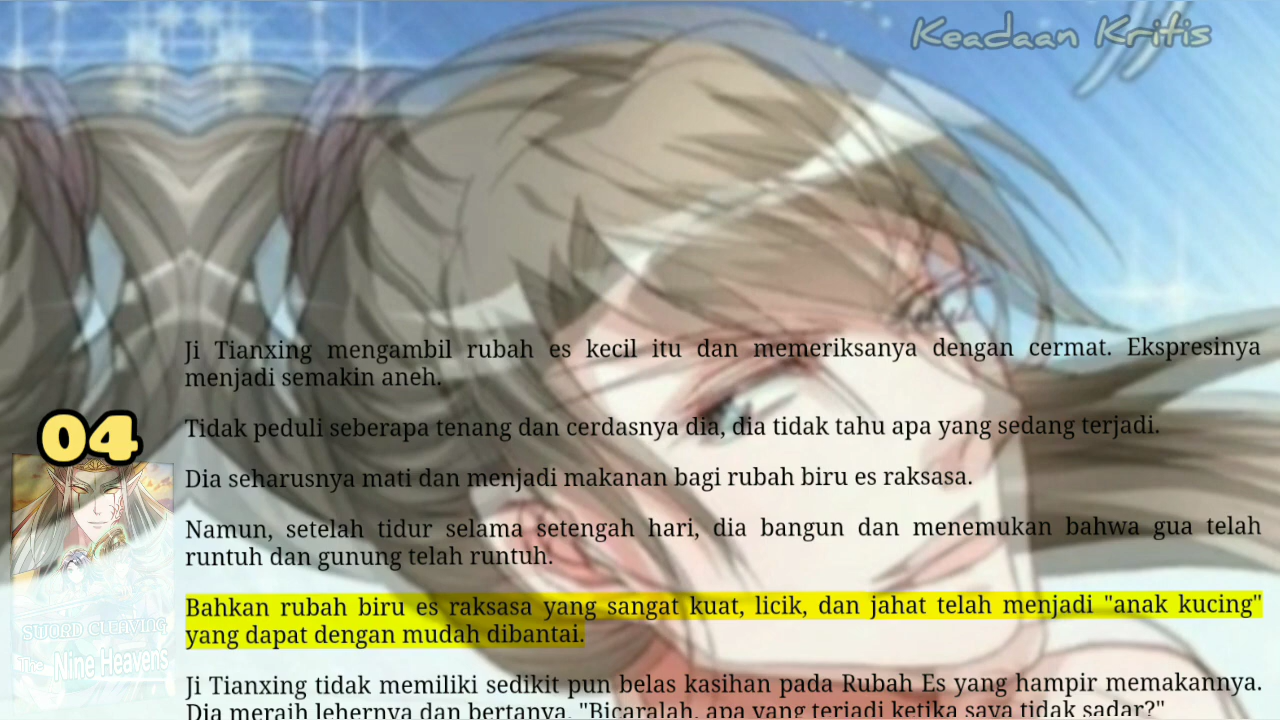 Keadaan Kritis
Ji Tianxing mengambil rubah es kecil itu dan memeriksanya dengan cermat. Ekspresinya
menjadi semakin aneh.
04
Tidak peduli seberapa tenang dan cerdasnya dia, dia tidak tahu apa yang sedang terjadi.
Dia seharusnya mati dan menjadi makanan bagi rubah biru es raksasa.
Namun, setelah tidur selama setengah hari, dia bangun dan menemukan bahwa gua telah
runtuh dan gunung telah runtuh.
Bahkan rubah biru es raksasa yang sangat kuat, licik, dan jahat telah menjadi "anak kucing"
yang dapat dengan mudah dibantai.
SWORD CLEAVING
The Nine Heavens
Ji Tianxing tidak memiliki sedikit pun belas kasihan pada Rubah Es yang hampir memakannya.
Dia meraih lehernya dan bertanya, "Bicaralah, apa yang terjadi ketika saya tidak sadar?"